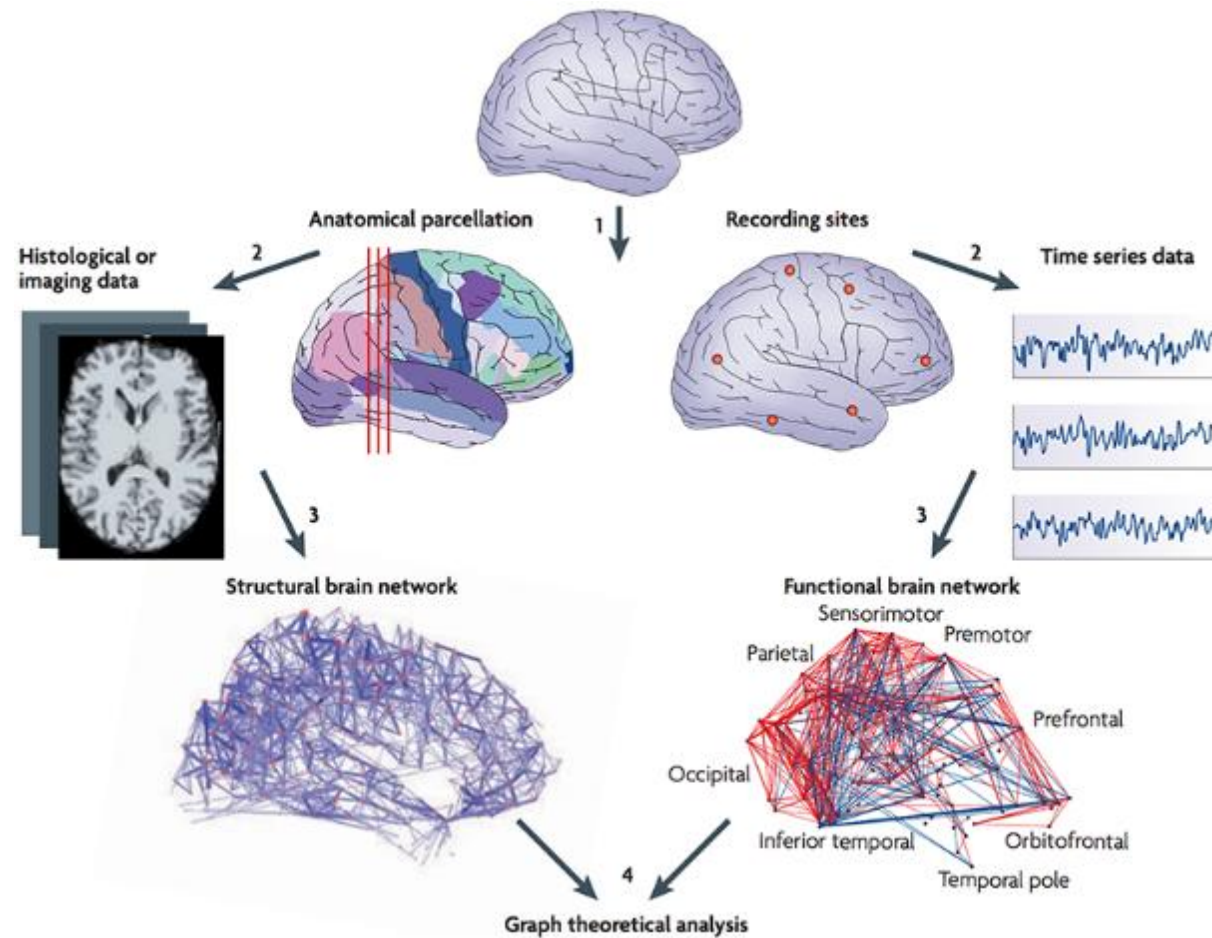 Anatomical parcellation
1
Recording sites
Histological or
imaging data
2
2
Time series data
3
3
Structural brain network
Functional brain network
Sensorimotor
Premotor
Parietal
Prefrontal
Occipital
Inferior temporal
Orbitofrontal
Temporal pole
4
Graph theoretical analysis